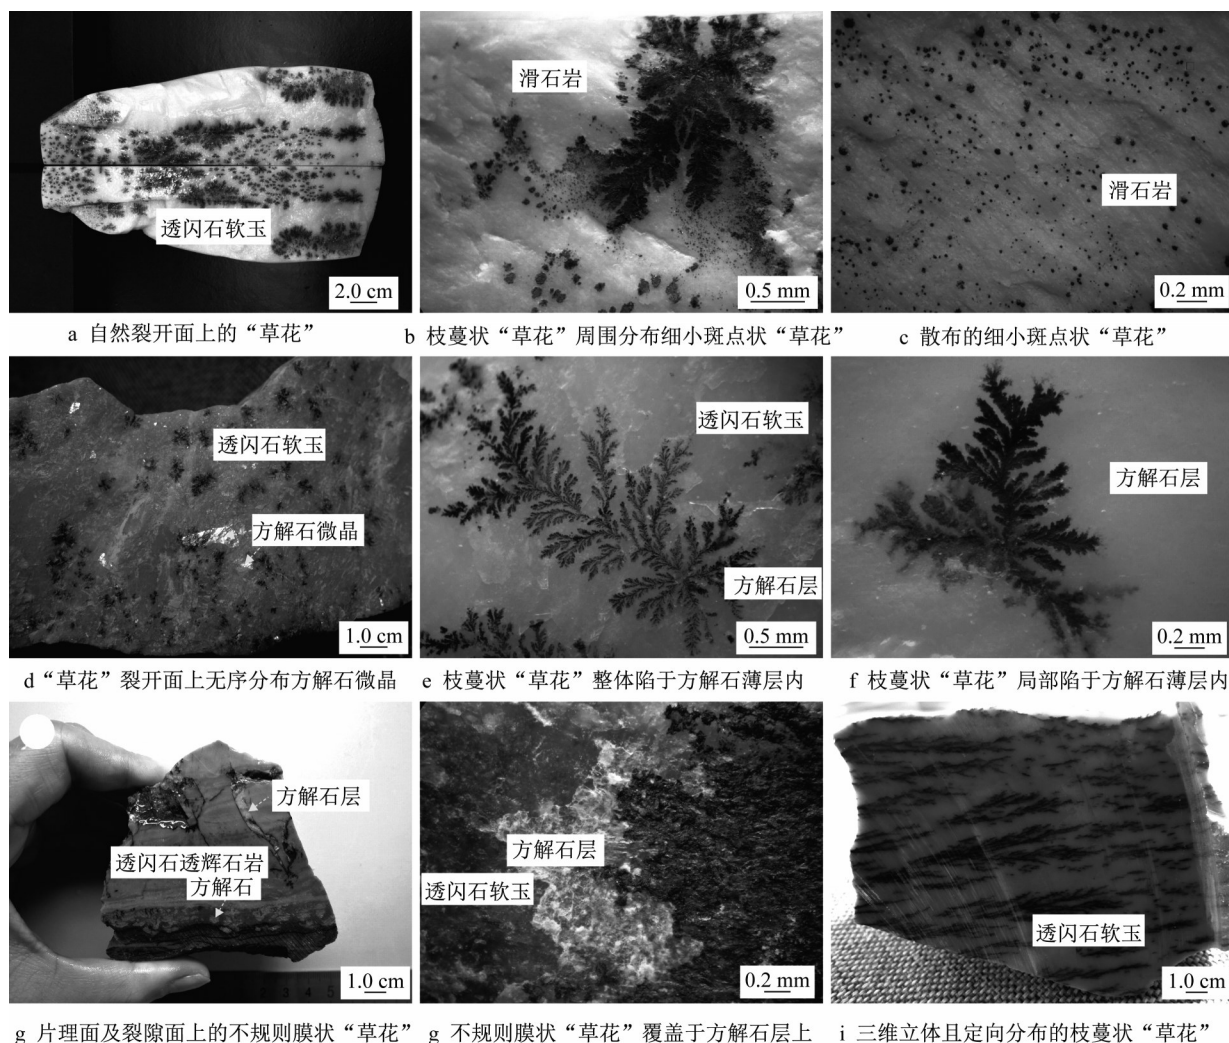 滑石岩
滑石岩
透闪石软玉
2.0 cm
0.5 mm
0.2 mm
a 自然裂开面上的“草花”
b 枝蔓状“草花”周围分布细小斑点状“草花”
c 散布的细小斑点状“草花”
透闪石软玉
透闪石软玉
方解石层
方解石微晶
方解石层
1.0 cm
0.5 mm
0.2 mm
d “草花”裂开面上无序分布方解石微晶
e 枝蔓状“草花”整体陷于方解石薄层内
f 枝蔓状“草花”局部陷于方解石薄层内
方解石层
透闪石透辉石岩
方解石
方解石层
透闪石软玉
透闪石软玉
1.0 cm
0.2 mm
1.0 cm
g 片理面及裂隙面上的不规则膜状“草花”
g 不规则膜状“草花”覆盖于方解石层上
i 三维立体且定向分布的枝蔓状“草花”